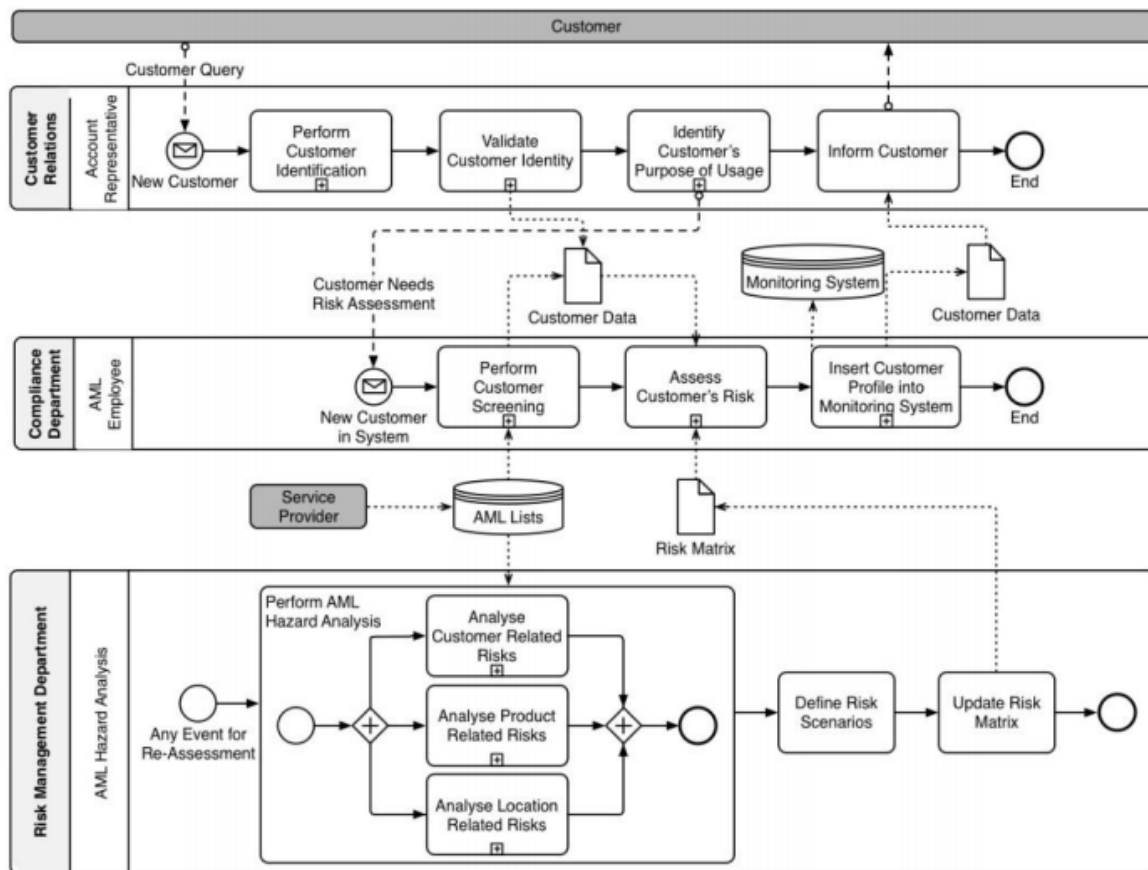 Customer
Customer Query
Customer
Relations
Account
Representative
New Customer
Perform
Customer
Identification
Validate
Customer Identity
Identify
Customer's
Purpose of Usage
Inform Customer
End
Customer Needs
Risk Assessment
Customer Data
Monitoring System
Customer Data
Compliance
Department
AML
Employee
New Customer
in System
Perform
Customer
Screening
Assess
Customer's Risk
Insert Customer
Profile into
Monitoring System
End
Service
Provider
AML Lists
Risk Matrix
Risk Management Department
AML Hazard Analysis
Any Event for
Re-Assessment
Perform AML
Hazard Analysis
Analyse
Customer Related
Risks
Analyse Product
Related Risks
Analyse Location
Related Risks
Define Risk
Scenarios
Update Risk
Matrix